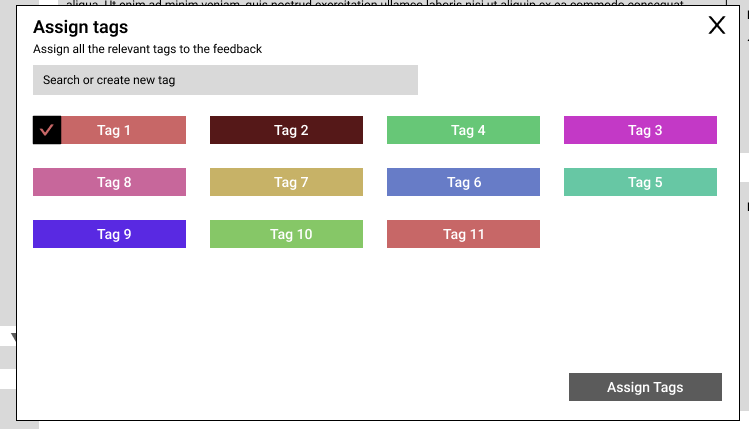 aliqua. Ut enim ad minim veniam, quis nostrud exercitation ullamco laboris nisi ut aliquip ex ea commodo consequat.
Assign tags
X
Assign all the relevant tags to the feedback
Search or create new tag
Tag 1
Tag 2
Tag 4
Tag 3
Tag 8
Tag 7
Tag 6
Tag 5
Tag 9
Tag 10
Tag 11
Assign Tags